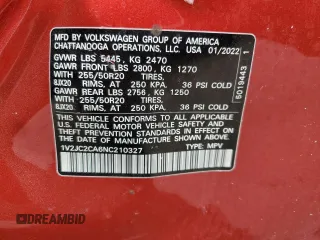 MFD BY VOLKSWAGEN GROUP OF AMERICA
CHATTANOOGA OPERATIONS, LLC. USA 01/2022
GVWR LBS 5445, KG 2470
GAWR FRONT LBS 2800 KG 1270
WITH 255/50R20 TIRES,
8JX20 RIMS, AT 250 KPA, 36 PSI COLD
GAWR REAR LBS 2756, KG 1250
WITH 255/50R20 TIRES,
8JX20 RIMS, AT 250 KPA, 36 PSI COLD
THIS VEHICLE CONFORMS TO ALL APPLICABLE
FEDERAL MOTOR VEHICLE SAFETY AND
THEFT PREVENTION STANDARDS IN EFFECT ON
THE DATE OF MANUFACTURE SHOWN ABOVE.
1V2JC2CA6NC210327 TYPE: MPV
5019443 1
DREAMBID